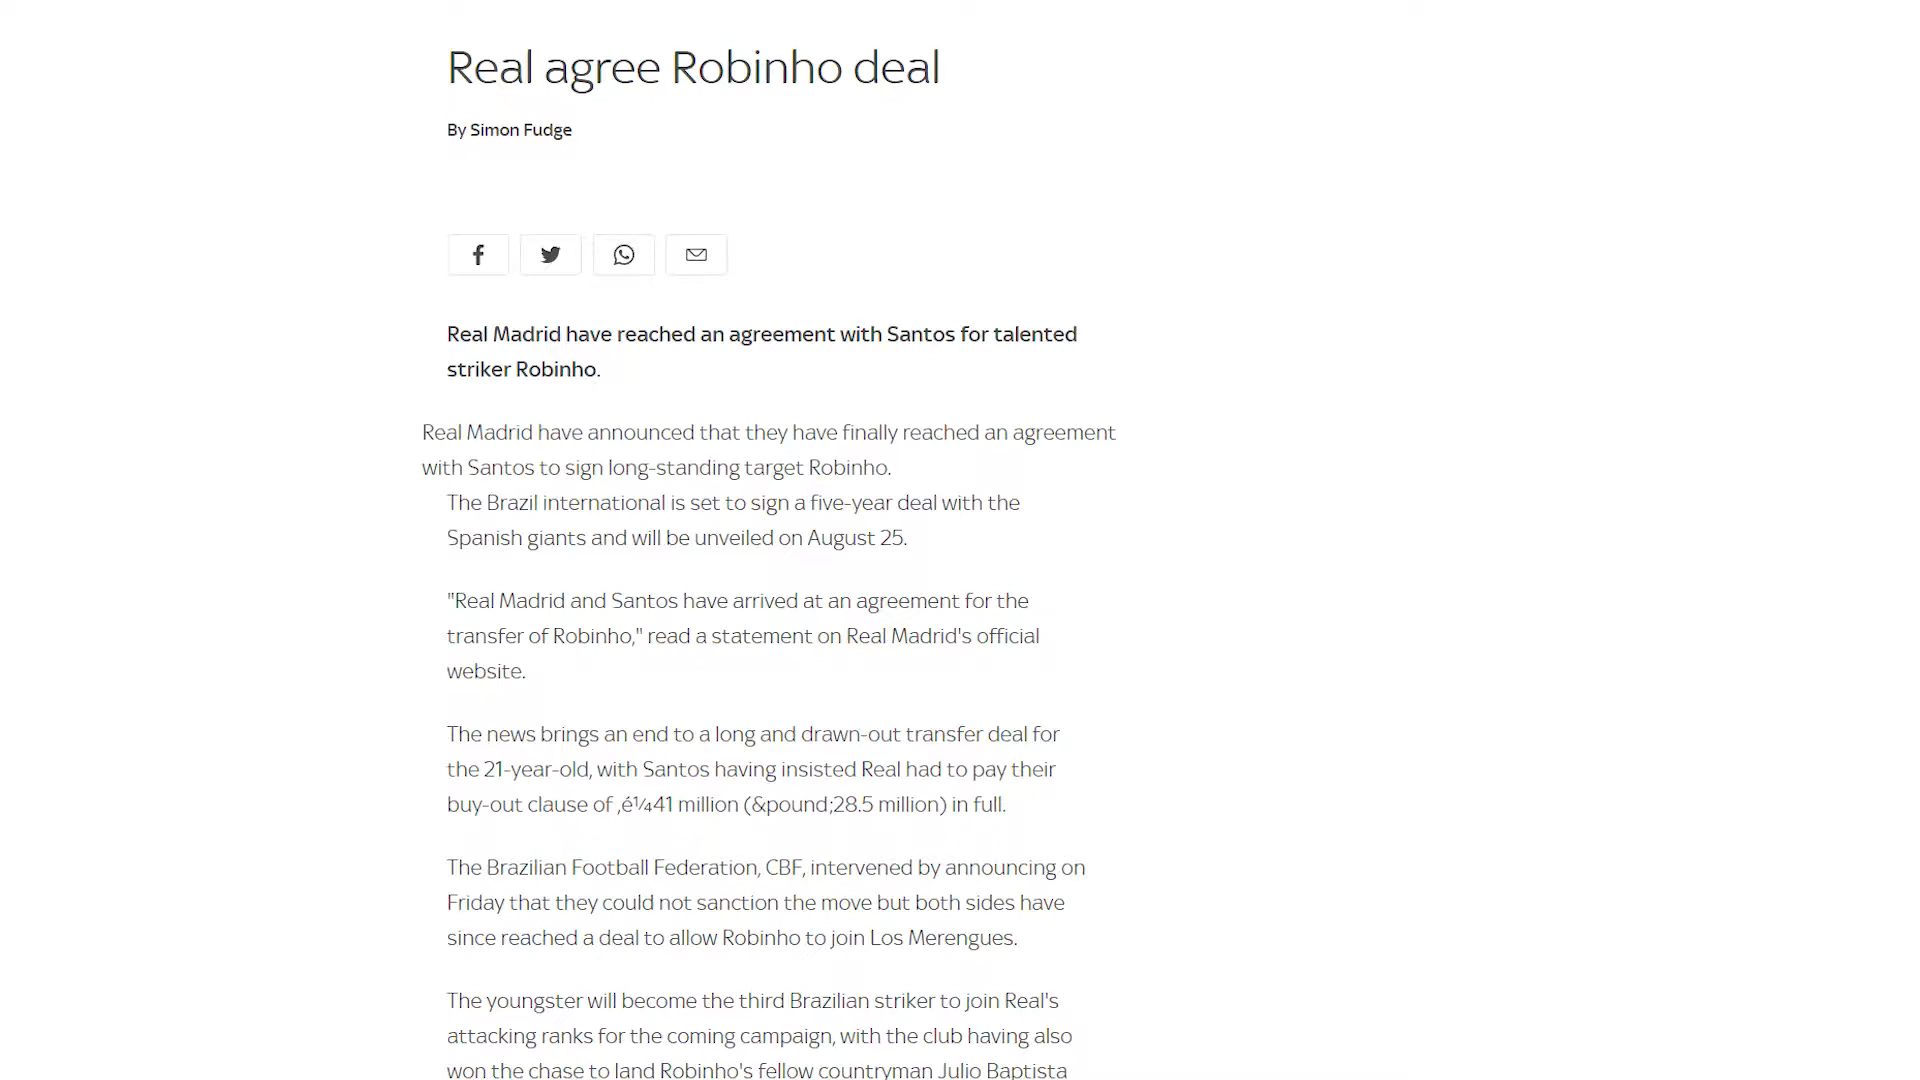 Real agree Robinho deal
By Simon Fudge
Real Madrid have reached an agreement with Santos for talented
striker Robinho.
Real Madrid have announced that they have finally reached an agreement
with Santos to sign long-standing target Robinho.
The Brazil international is set to sign a five-year deal with the
Spanish giants and will be unveiled on August 25.
"Real Madrid and Santos have arrived at an agreement for the
transfer of Robinho," read a statement on Real Madrid's official
website.
The news brings an end to a long and drawn-out transfer deal for
the 21-year-old, with Santos having insisted Real had to pay their
buy-out clause of ‚é¼41 million (&pound;28.5 million) in full.
The Brazilian Football Federation, CBF, intervened by announcing on
Friday that they could not sanction the move but both sides have
since reached a deal to allow Robinho to join Los Merengues.
The youngster will become the third Brazilian striker to join Real's
attacking ranks for the coming campaign, with the club having also
won the chase to land Robinho's fellow countryman Julio Baptista